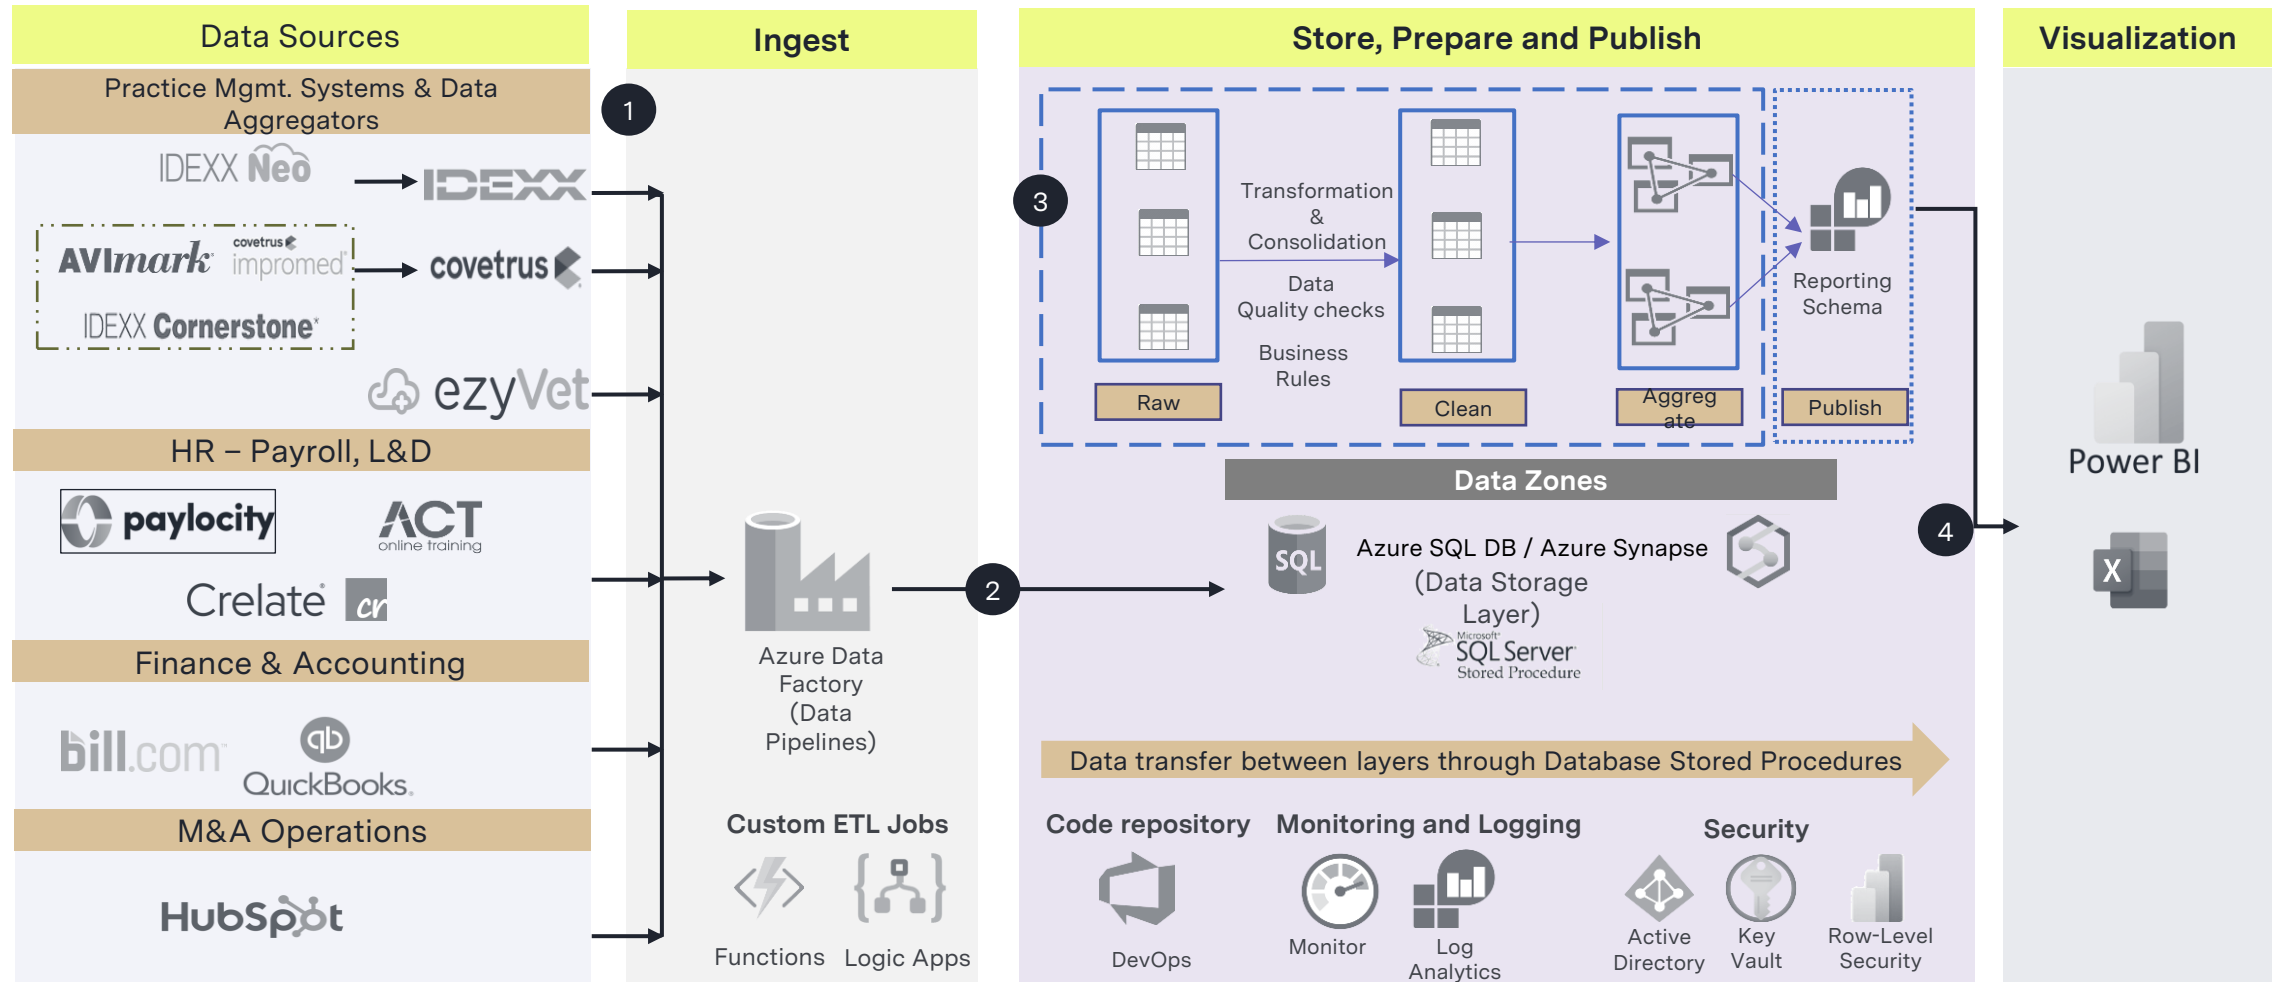 Data Sources
Practice Mgmt. Systems & Data
Aggregators
IDEXX Neo
IDEXX
AVImark
covetrus
impromed
covetrus
IDEXX Cornerstone*
ezyVet
HR – Payroll, L&D
paylocity
ACT
online training
Crelate
cr
Finance & Accounting
bill.com
qb
QuickBooks
M&A Operations
HubSpot
1
Ingest
Azure Data
Factory
(Data
Pipelines)
Custom ETL Jobs
Functions
Logic Apps
2
Store, Prepare and Publish
3
Raw
Transformation
&
Consolidation
Data
Quality checks
Business
Rules
Clean
Aggreg
ate
Reporting
Schema
Publish
Data Zones
SQL
Azure SQL DB / Azure Synapse
(Data Storage
Layer)
Microsoft
SQL Server
Stored Procedure
Data transfer between layers through Database Stored Procedures
Code repository
DevOps
Monitoring and Logging
Monitor
Log
Analytics
Security
Active
Directory
Key
Vault
Row-Level
Security
4
Visualization
Power BI
X